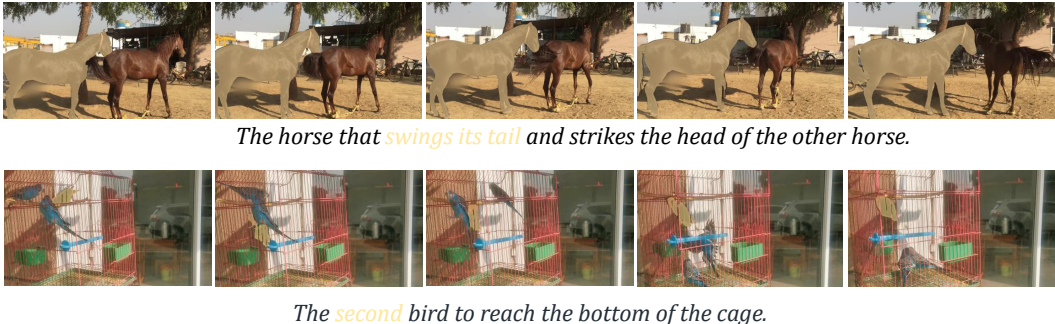 The horse that swings its tail and strikes the head of the other horse.
The second bird to reach the bottom of the cage.